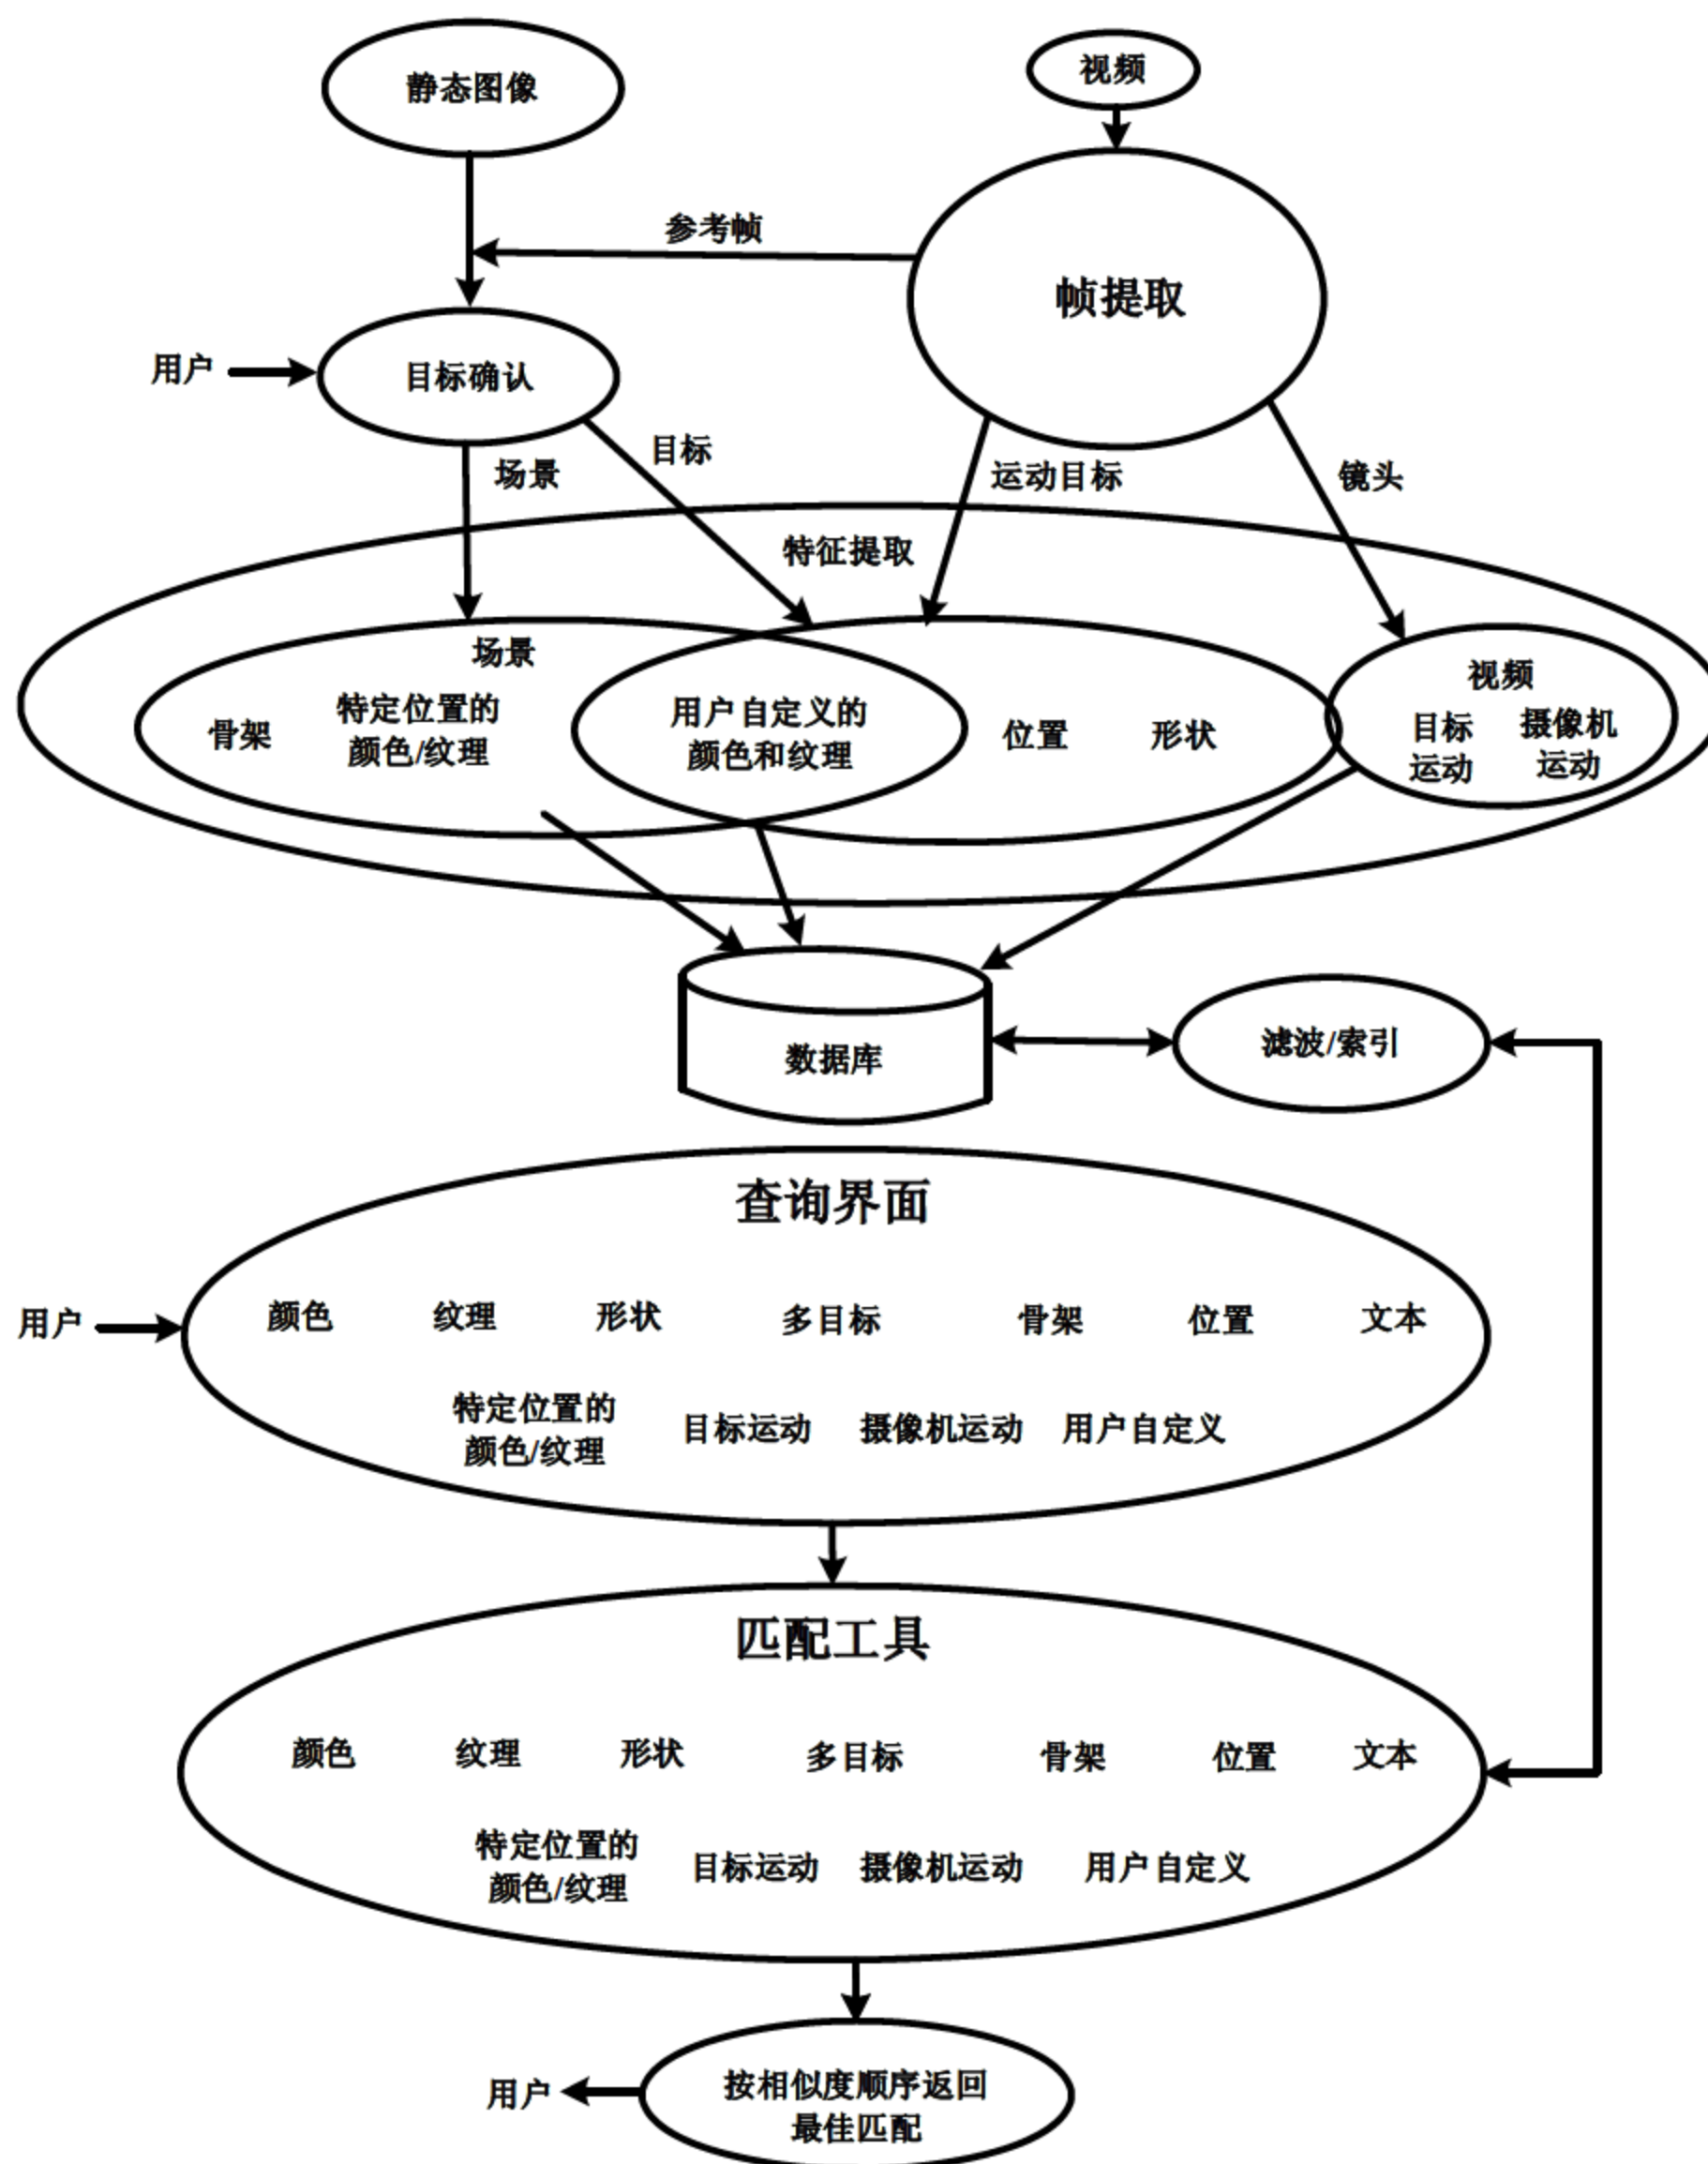 静态图像
视频
参考帧
帧提取
用户
目标确认
场景
目标
运动目标
镜头
特征提取
场景
骨架
特定位置的
颜色/纹理
用户自定义的
颜色和纹理
位置
形状
视频
目标
运动
摄像机
运动
数据库
滤波/索引
查询界面
用户
颜色
纹理
形状
多目标
骨架
位置
文本
特定位置的
颜色/纹理
目标运动
摄像机运动
用户自定义
匹配工具
颜色
纹理
形状
多目标
骨架
位置
文本
特定位置的
颜色/纹理
目标运动
摄像机运动
用户自定义
用户
按相似度顺序返回
最佳匹配